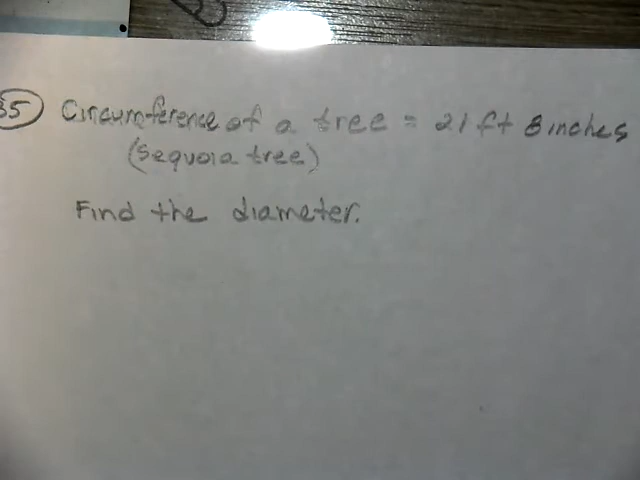 35 Circumference of a tree = 21 ft 8 inches
(Sequoia tree)
Find the diameter.